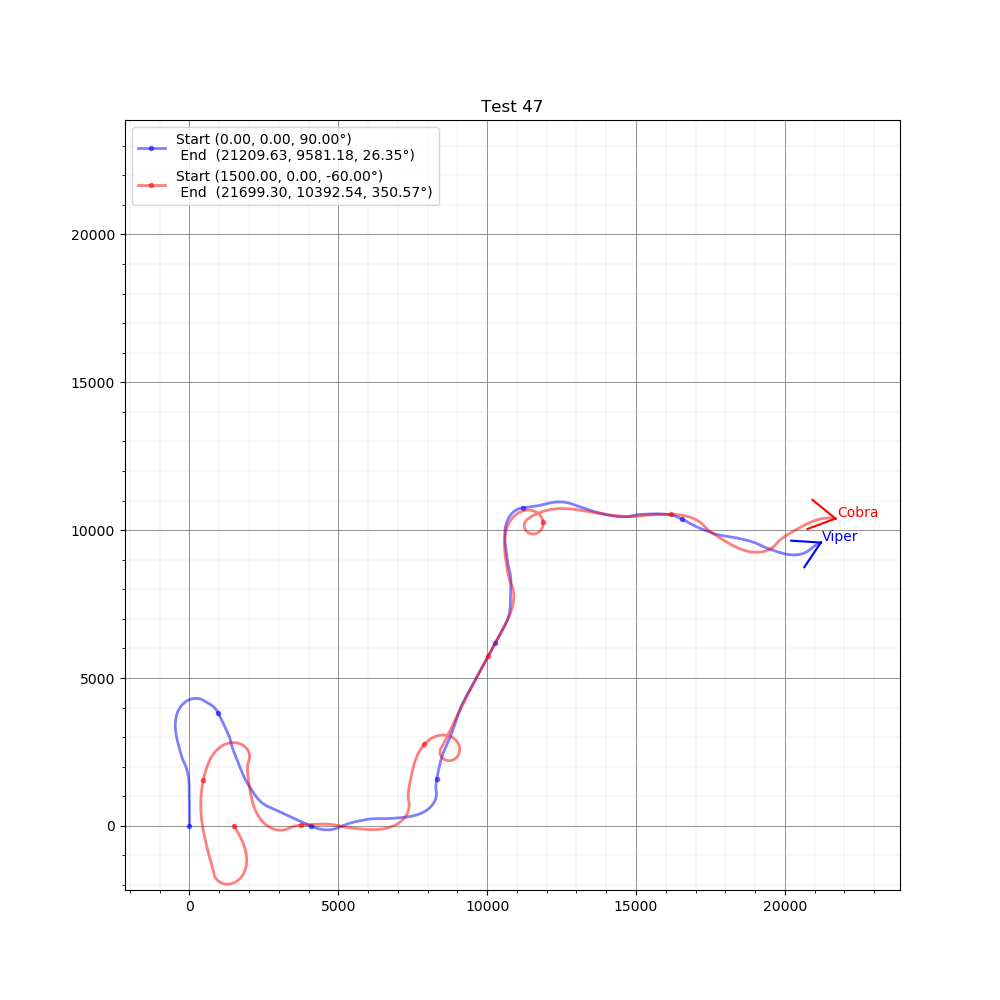 Test 47
Start (0.00, 0.00, 90.00°)
End (21209.63, 9581.18, 26.35°)
Start (1500.00, 0.00, -60.00°)
End (21699.30, 10392.54, 350.57°)
20000
15000
10000
5000
0
Cobra
Viper
0 5000 10000 15000 20000